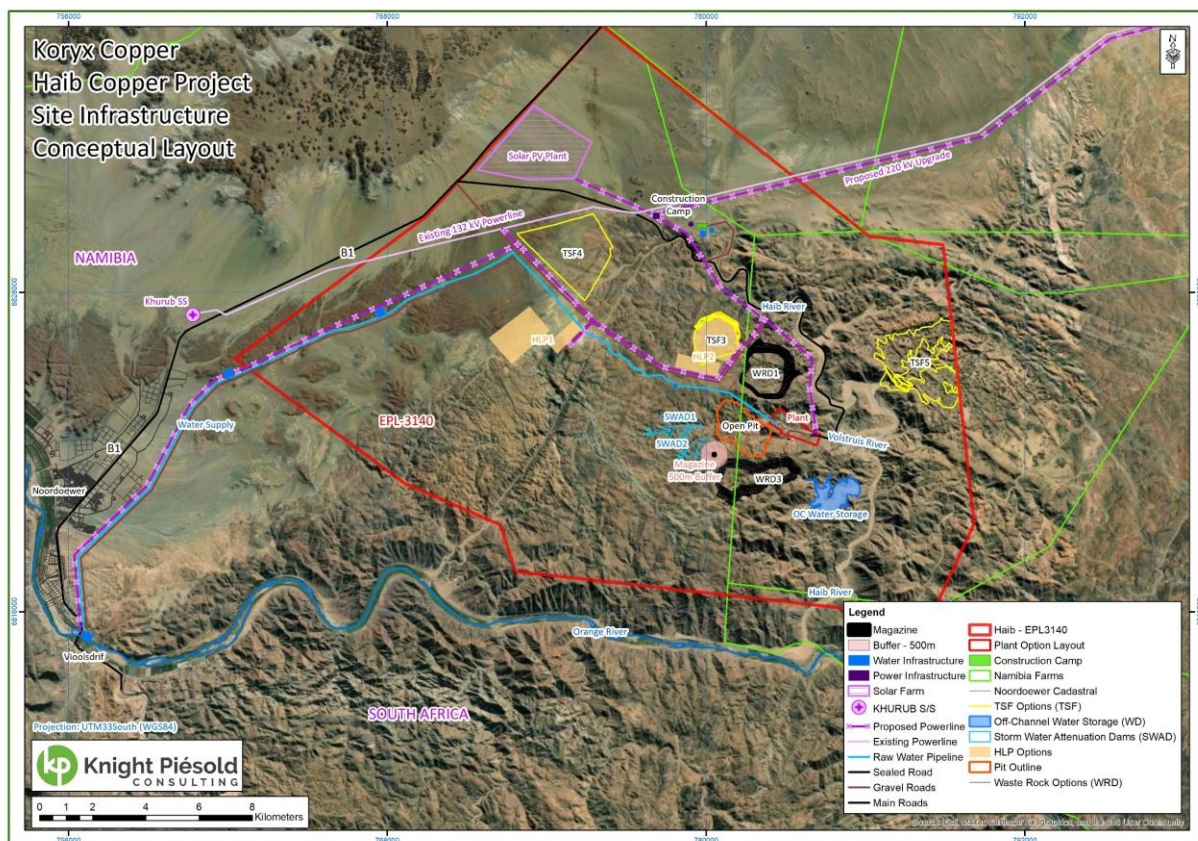 756000
768000
780000
792000
Koryx Copper
Haib Copper Project
Site Infrastructure
Conceptual Layout
N
Solar PV Plant
Proposed 220 kV Upgrade
Construction
Camp
Existing 132 kV Powerline
B1
TSF4
NAMIBIA
Khurub SS
6828000
Haib River
TSF3
HLP1
HLP2
WRD1
TSF5
EPL-3140
Water Supply
B1
SWAD1
Plant
Open Pit
SWAD2
Volstruis River
Magazine
500m Buffer
WRD3
OC Water Storage
Noordoewer
Haib River
6816000
Orange River
Vioolsdrif
SOUTH AFRICA
Projection: UTM33South (WGS84)
kp Knight Piésold
CONSULTING
0 1 2 4 6 8
Kilometers
Legend
Magazine
Buffer - 500m
Water Infrastructure
Power Infrastructure
Solar Farm
KHURUB S/S
Proposed Powerline
Existing Powerline
Raw Water Pipeline
Sealed Road
Gravel Roads
Main Roads
Haib - EPL3140
Plant Option Layout
Construction Camp
Namibia Farms
Noordoewer Cadastral
TSF Options (TSF)
Off-Channel Water Storage (WD)
Storm Water Attenuation Dams (SWAD)
HLP Options
Pit Outline
Waste Rock Options (WRD)
756000
768000
780000
792000